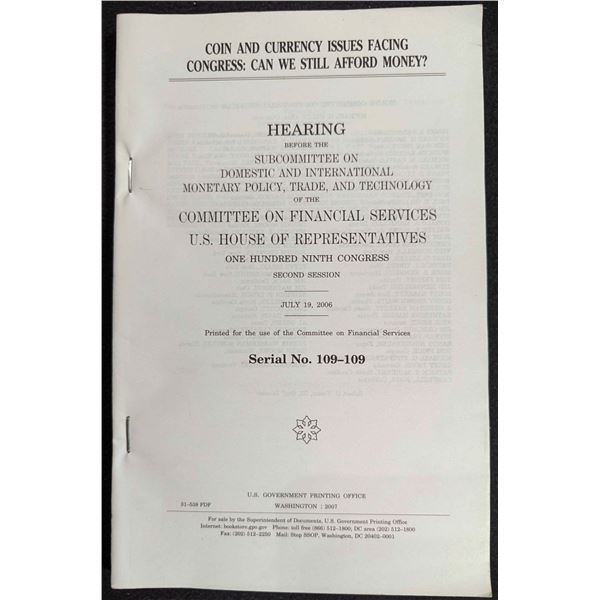 COIN AND CURRENCY ISSUES FACING
CONGRESS: CAN WE STILL AFFORD MONEY?
HEARING
BEFORE THE
SUBCOMMITTEE ON
DOMESTIC AND INTERNATIONAL
MONETARY POLICY, TRADE, AND TECHNOLOGY
OF THE
COMMITTEE ON FINANCIAL SERVICES
U.S. HOUSE OF REPRESENTATIVES
ONE HUNDRED NINTH CONGRESS
SECOND SESSION
JULY 19, 2006
Printed for the use of the Committee on Financial Services
Serial No. 109–109
U.S. GOVERNMENT PRINTING OFFICE
31–538 PDF WASHINGTON : 2007
For sale by the Superintendent of Documents, U.S. Government Printing Office
Internet: bookstore.gpo.gov Phone: toll free (866) 512–1800; DC area (202) 512–1800
Fax: (202) 512–2250 Mail: Stop SSOP, Washington, DC 20402–0001